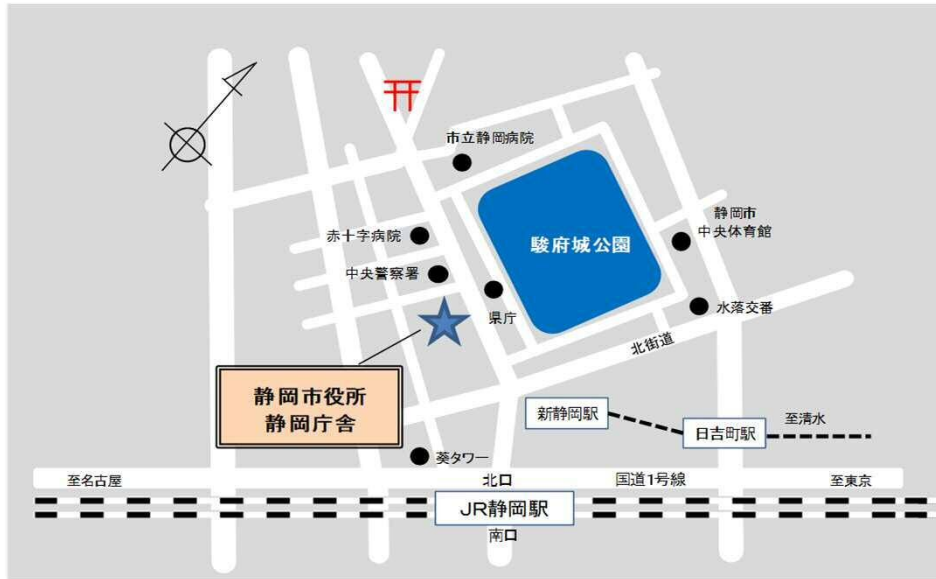 市立静岡病院
静岡市
中央体育館
駿府城公園
赤十字病院
中央警察署
県庁
水落交番
北街道
静岡市役所
静岡庁舎
新静岡駅
日吉町駅
至清水
葵タワー
至名古屋
北口
国道1号線
至東京
JR静岡駅
南口